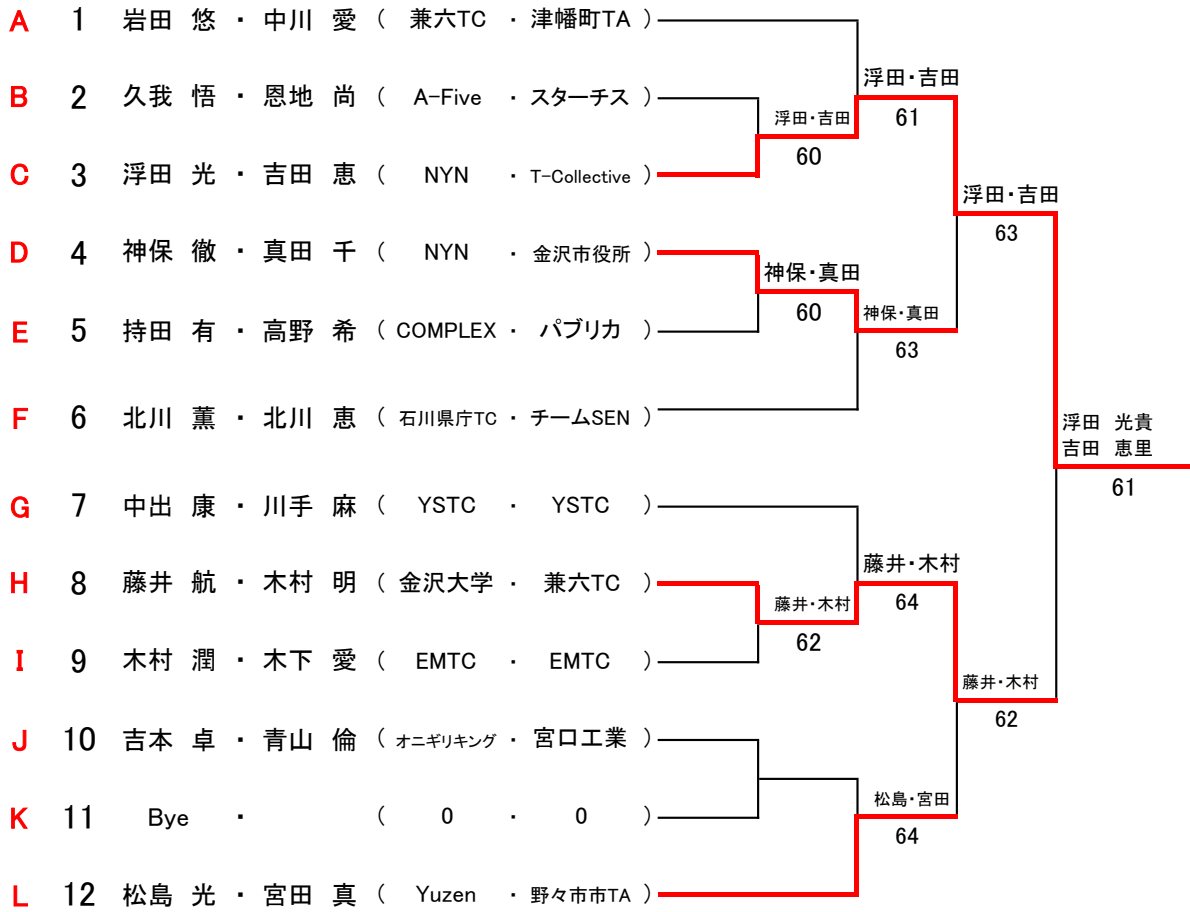 A 1 岩田 悠 ・ 中川 愛 ( 兼六TC ・ 津幡町TA )
浮田・吉田
61
B 2 久我 悟 ・ 恩地 尚 ( A-Five ・ スターチス )
浮田・吉田
60
C 3 浮田 光 ・ 吉田 恵 ( NYN ・ T-Collective )
浮田・吉田
63
D 4 神保 徹 ・ 真田 千 ( NYN ・ 金沢市役所 )
神保・真田
60
神保・真田
63
E 5 持田 有 ・ 高野 希 ( COMPLEX ・ パブリカ )
F 6 北川 薫 ・ 北川 恵 ( 石川県庁TC ・ チームSEN )
浮田 光貴
吉田 恵里
61
G 7 中出 康 ・ 川手 麻 ( YSTC ・ YSTC )
藤井・木村
64
H 8 藤井 航 ・ 木村 明 ( 金沢大学 ・ 兼六TC )
藤井・木村
62
I 9 木村 潤 ・ 木下 愛 ( EMTC ・ EMTC )
藤井・木村
62
J 10 吉本 卓 ・ 青山 倫 ( オニギリキング ・ 宮口工業 )
K 11 Bye ・ ( 0 ・ 0 )
松島・宮田
64
L 12 松島 光 ・ 宮田 真 ( Yuzen ・ 野々市市TA )